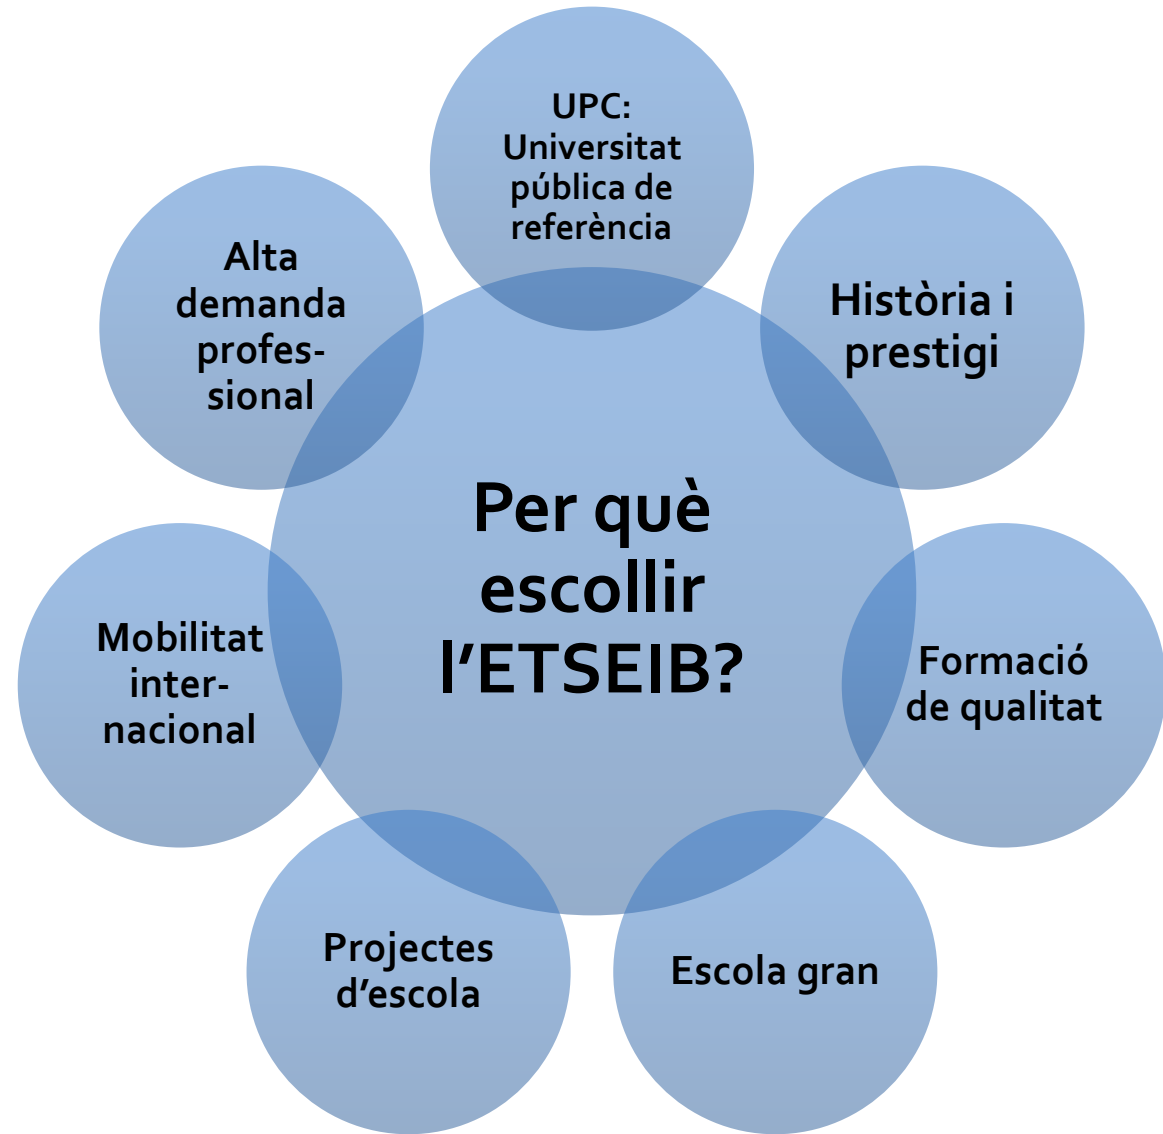 UPC:
Universitat
pública de
referència
Història i
prestigi
Formació
de qualitat
Escola gran
Projectes
d’escola
Mobilitat
inter-
nacional
Alta
demanda
profes-
sional
Per què
escollir
l’ETSEIB?